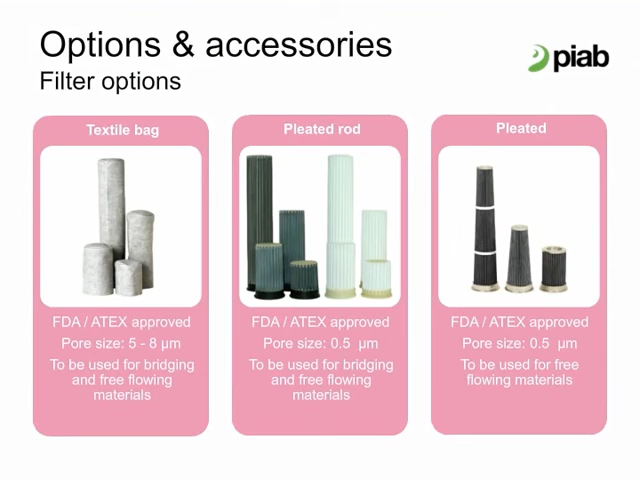 Options & accessories
Filter options
piab
Textile bag
FDA / ATEX approved
Pore size: 5 - 8 µm
To be used for bridging
and free flowing
materials
Pleated rod
FDA / ATEX approved
Pore size: 0.5  µm
To be used for bridging
and free flowing
materials
Pleated
FDA / ATEX approved
Pore size: 0.5  µm
To be used for free
flowing materials